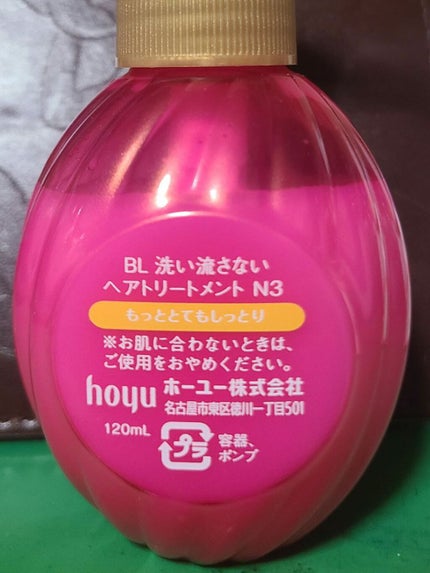 BL 洗い流さない
ヘアトリートメント N3
もっととてもしっとり
※お肌に合わないときは、
ご使用をおやめください。
hoyu ホーユー株式会社
名古屋市東区徳川一丁目501
120mL
プラ
容器、
ポンプ